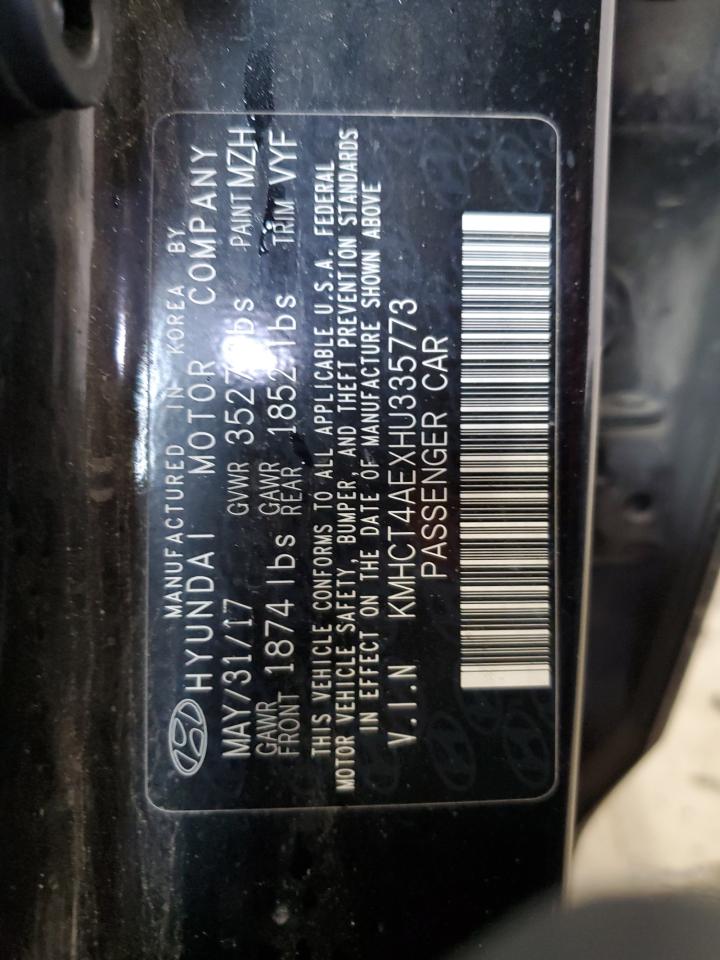 MANUFACTURED IN KOREA BY
HYUNDAI MOTOR COMPANY
MAY/31/17 GVWR 3527 lbs PAINT MZH
GAWR FRONT 1874 lbs GAWR REAR 1852 lbs TRIM VYF
THIS VEHICLE CONFORMS TO ALL APPLICABLE U.S.A. FEDERAL
MOTOR VEHICLE SAFETY, BUMPER, AND THEFT PREVENTION STANDARDS
IN EFFECT ON THE DATE OF MANUFACTURE SHOWN ABOVE
V.I.N KMHCT4AEXHU335773
PASSENGER CAR